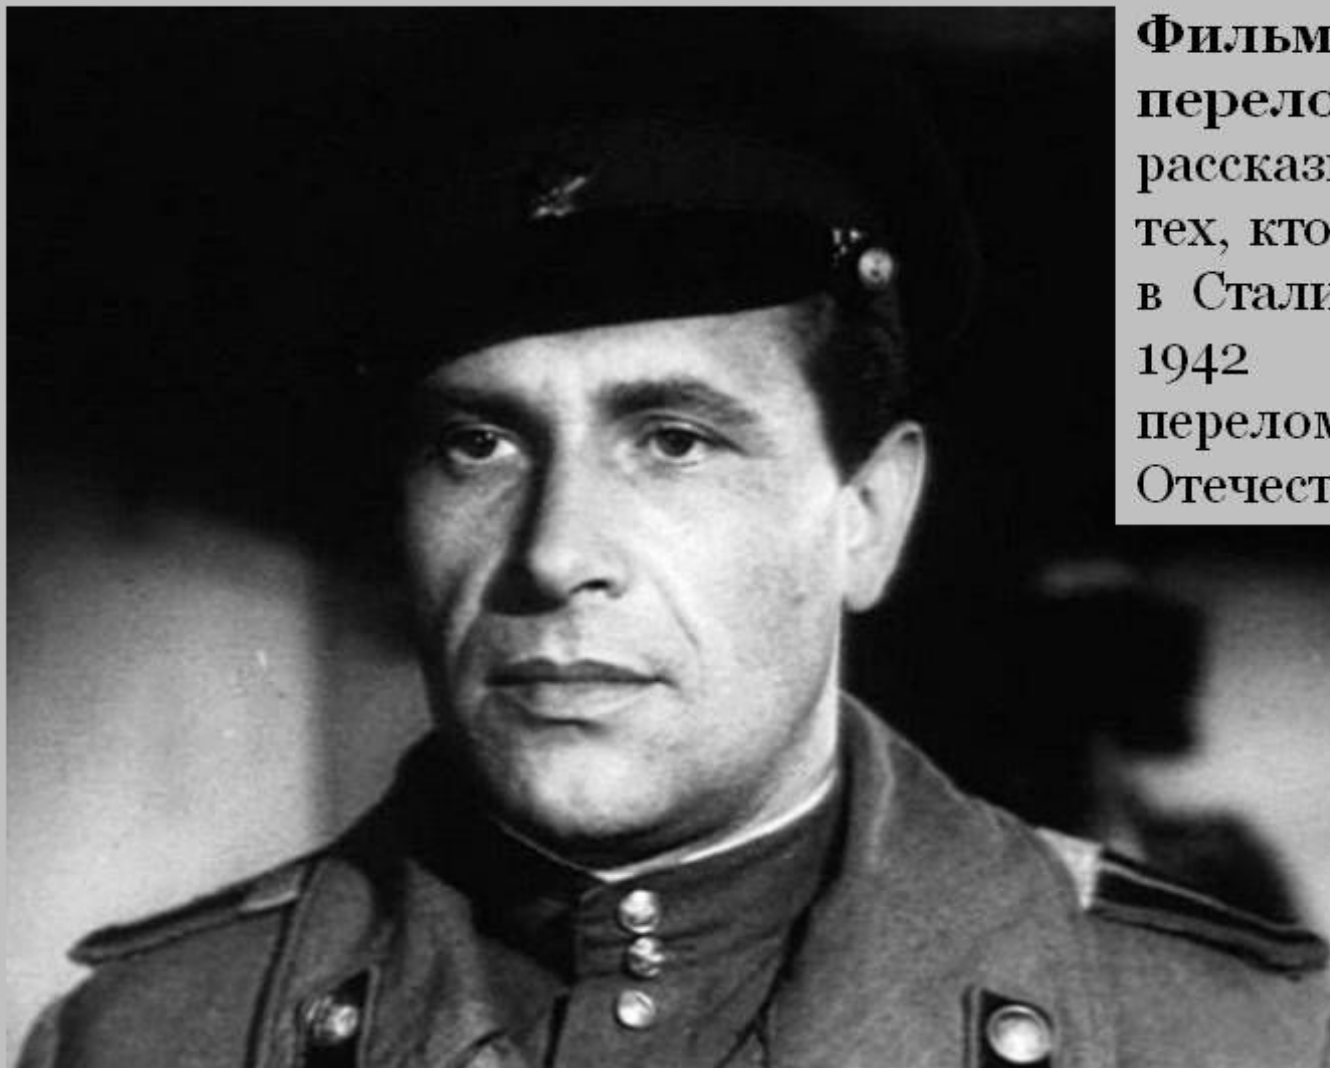 Фильм
перело
рассказ
тех, кто
в Стали
1942
перелом
Отечест